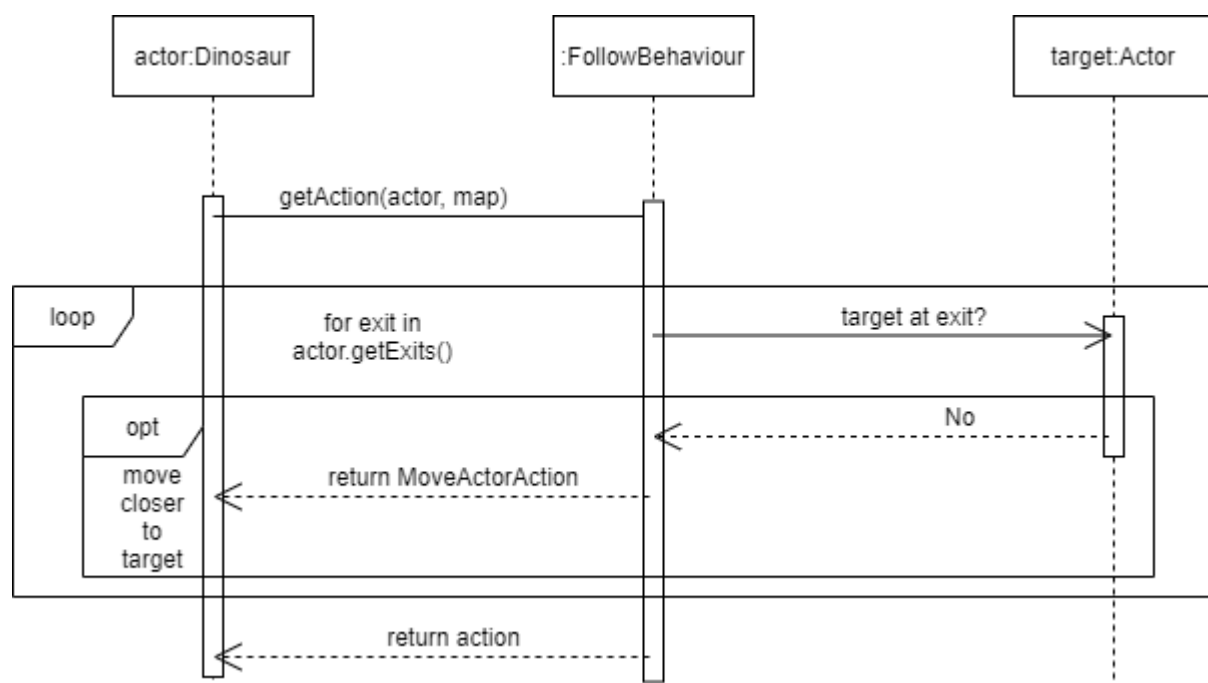 actor:Dinosaur
:FollowBehaviour
target:Actor
getAction(actor, map)
loop
for exit in
actor.getExits()
target at exit?
opt
No
move
closer
to
target
return MoveActorAction
return action